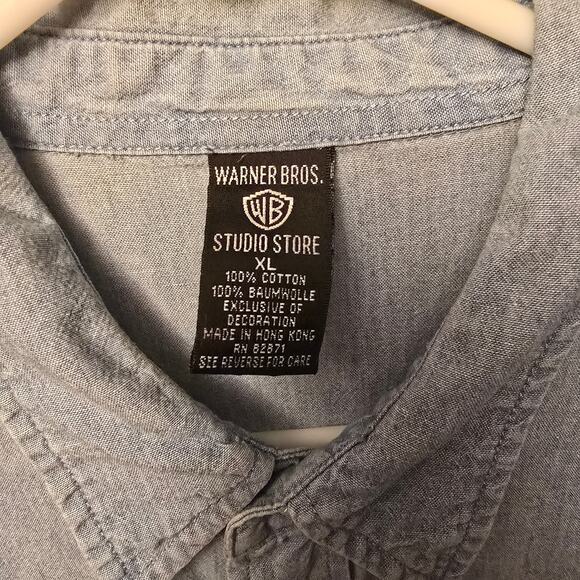 WARNER BROS.
WB
STUDIO STORE
XL
100% COTTON
100% BAUMWOLLE
EXCLUSIVE OF
DECORATION
MADE IN HONG KONG
RN 82871
SEE REVERSE FOR CARE